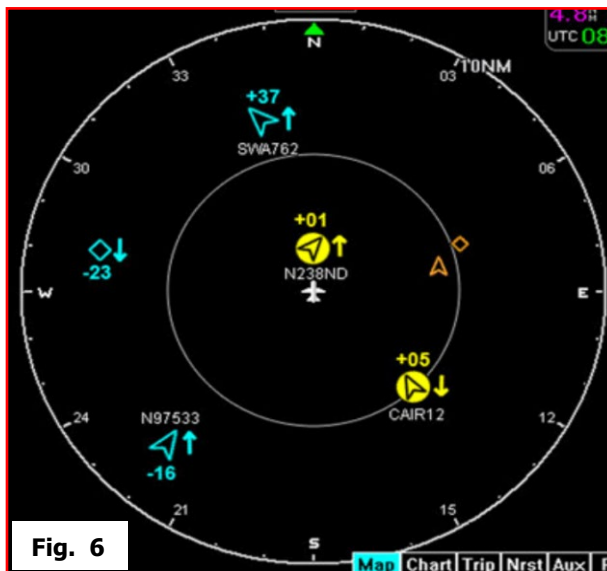 4.8NM
UTC 08
N
33
03
10NM
+37
SWA762
30
06
+01
N238ND
-23
W
E
+05
CAIR12
N97533
24
12
-16
21
15
S
Fig. 6
Map Chart Trip Nrst Aux